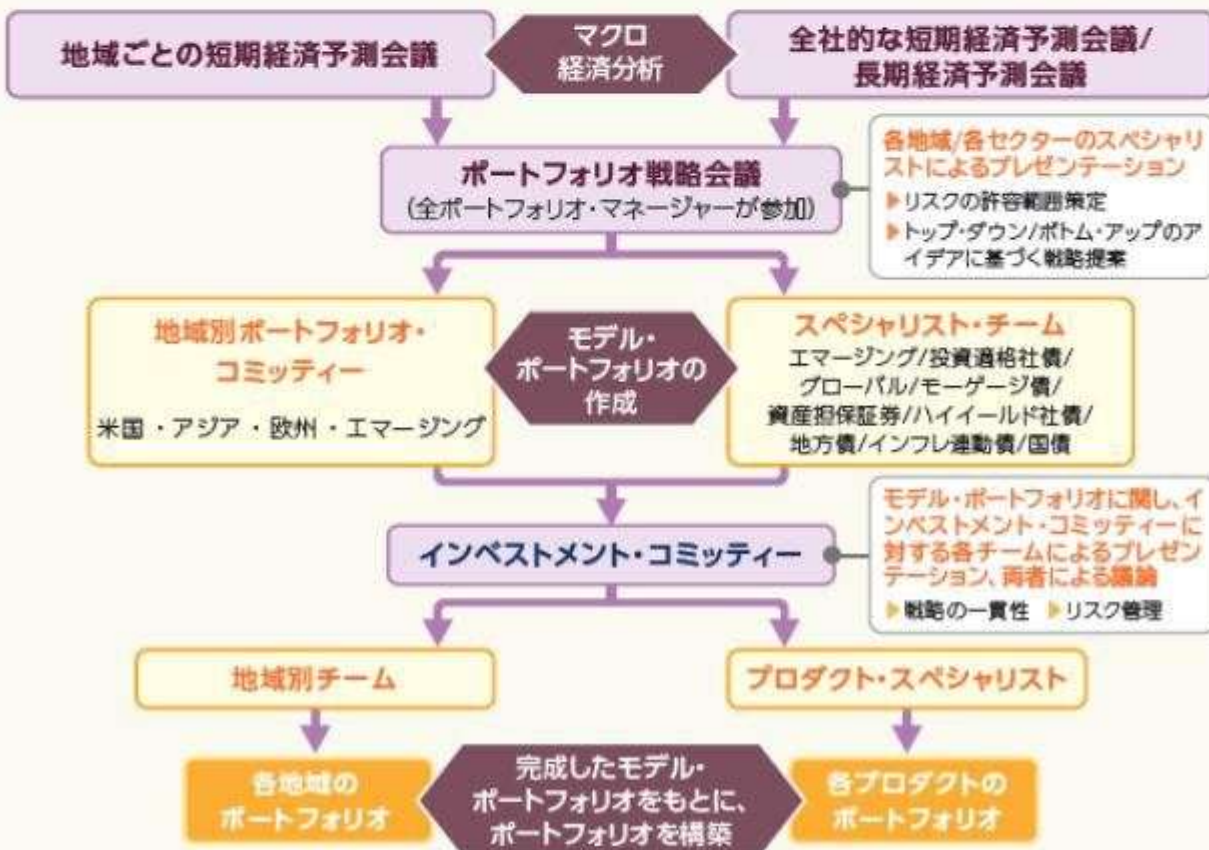 地域ごとの短期経済予測会議
マクロ
経済分析
全社的な短期経済予測会議/
長期経済予測会議
ポートフォリオ戦略会議
(全ポートフォリオ・マネージャーが参加)
各地域/各セクターのスペシャリ
ストによるプレゼンテーション
▶リスクの許容範囲策定
▶トップ・ダウン/ボトム・アップのア
イデアに基づく戦略提案
地域別ポートフォリオ・
コミッティー
米国・アジア・欧州・エマージング
モデル・
ポートフォリオの
作成
スペシャリスト・チーム
エマージング/投資適格社債/
グローバル/モーゲージ債/
資産担保証券/ハイイールド社債/
地方債/インフレ連動債/国債
インベストメント・コミッティー
モデル・ポートフォリオに関し、イ
ンベストメント・コミッティーに
対する各チームによるプレゼン
テーション、両者による議論
▶戦略の一貫性 ▶リスク管理
地域別チーム
プロダクト・スペシャリスト
各地域の
ポートフォリオ
完成したモデル・
ポートフォリオをもとに、
ポートフォリオを構築
各プロダクトの
ポートフォリオ